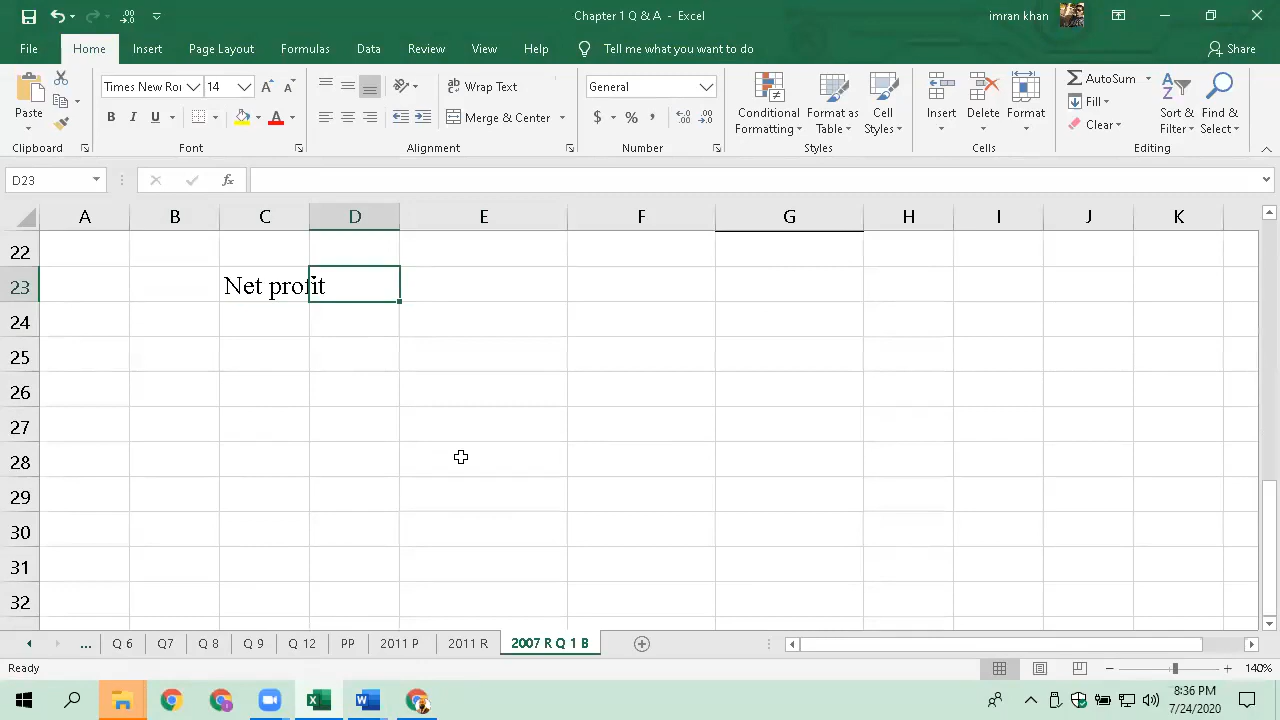 Chapter 1 Q & A - Excel
imran khan
File Home Insert Page Layout Formulas Data Review View Help Tell me what you want to do Share
Times New Roi 14 Wrap Text General AutoSum
Paste B I U Merge & Center $ % , Conditional Formatting Format as Table Cell Styles Insert Delete Format Fill Sort & Filter Find & Select
Clear
Clipboard Font Alignment Number Styles Cells Editing
D23 fx
A B C D E F G H I J K
22
23 Net profit
24
25
26
27
28
29
30
31
32
... Q 6 Q7 Q 8 Q 9 Q 12 PP 2011 P 2011 R 2007 R Q 1 B
Ready 140%
8:36 PM
7/24/2020